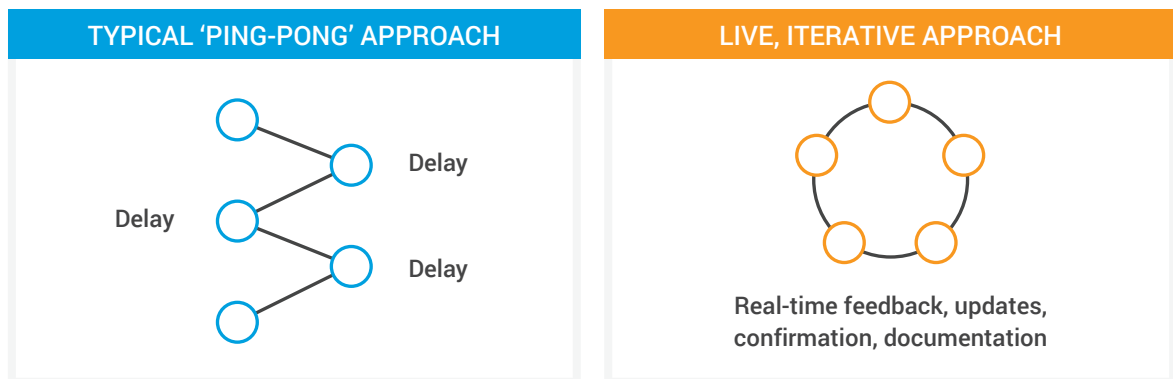 TYPICAL ‘PING-PONG’ APPROACH
Delay
Delay
Delay
LIVE, ITERATIVE APPROACH
Real-time feedback, updates,
confirmation, documentation